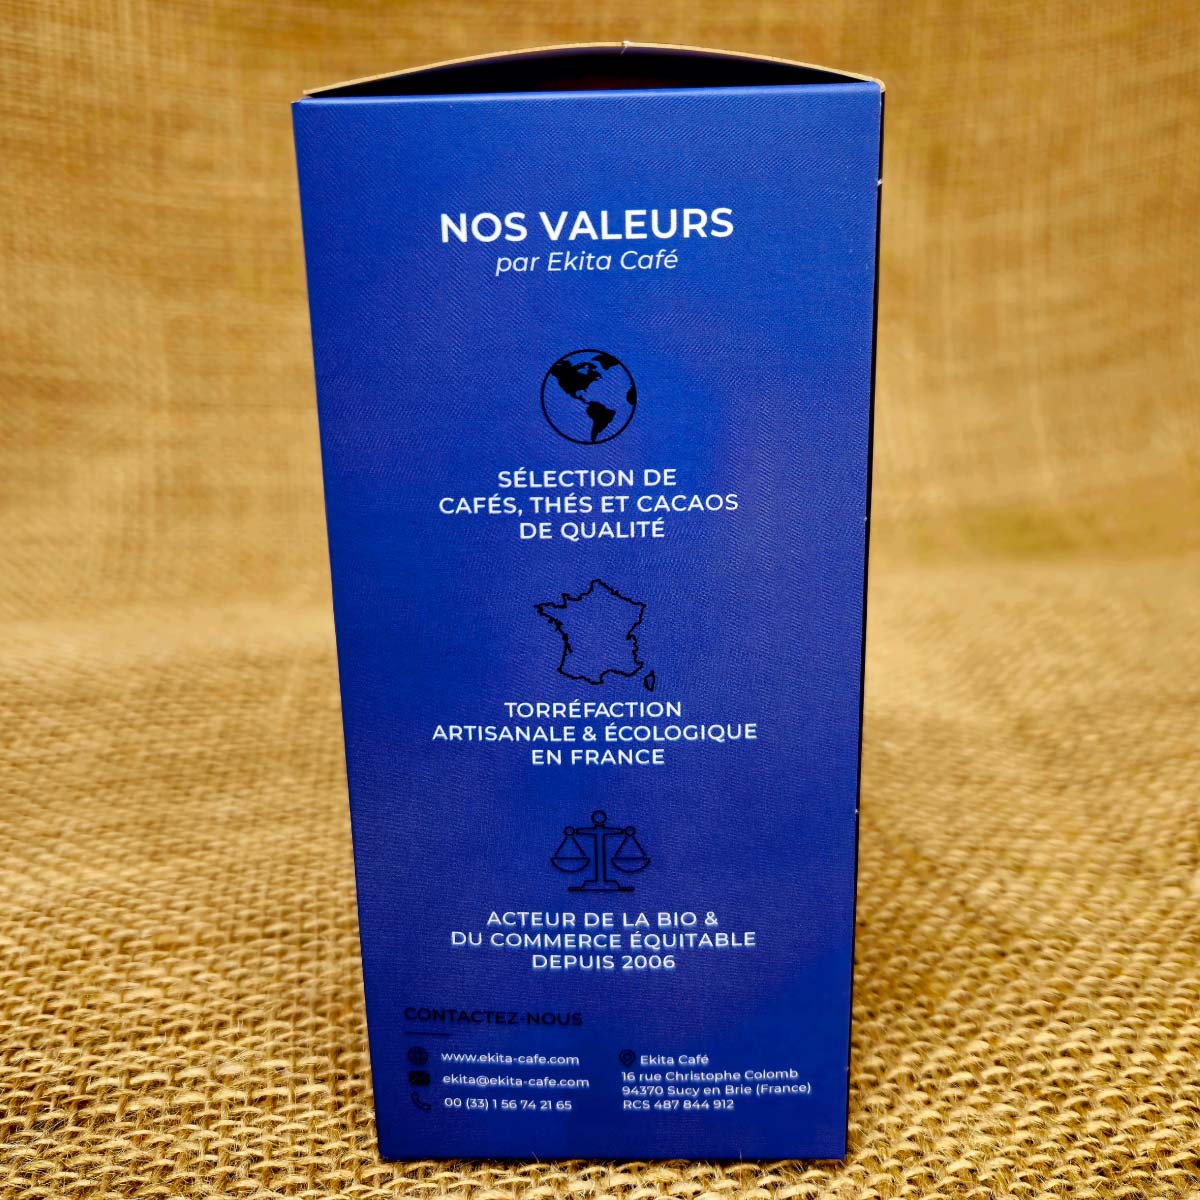 NOS VALEURS
par Ekita Café
SÉLECTION DE
CAFÉS, THÉS ET CACAOS
DE QUALITÉ
TORRÉFACTION
ARTISANALE & ÉCOLOGIQUE
EN FRANCE
ACTEUR DE LA BIO &
DU COMMERCE ÉQUITABLE
DEPUIS 2006
CONTACTEZ-NOUS
www.ekita-cafe.com
ekita@ekita-cafe.com
00 (33) 1 56 74 21 65
Ekita Café
16 rue Christophe Colomb
94370 Sucy en Brie (France)
RCS 487 844 912